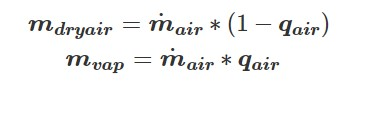 m_dryair = ṁ_air * (1 − q_air)
m_vap = ṁ_air * q_air